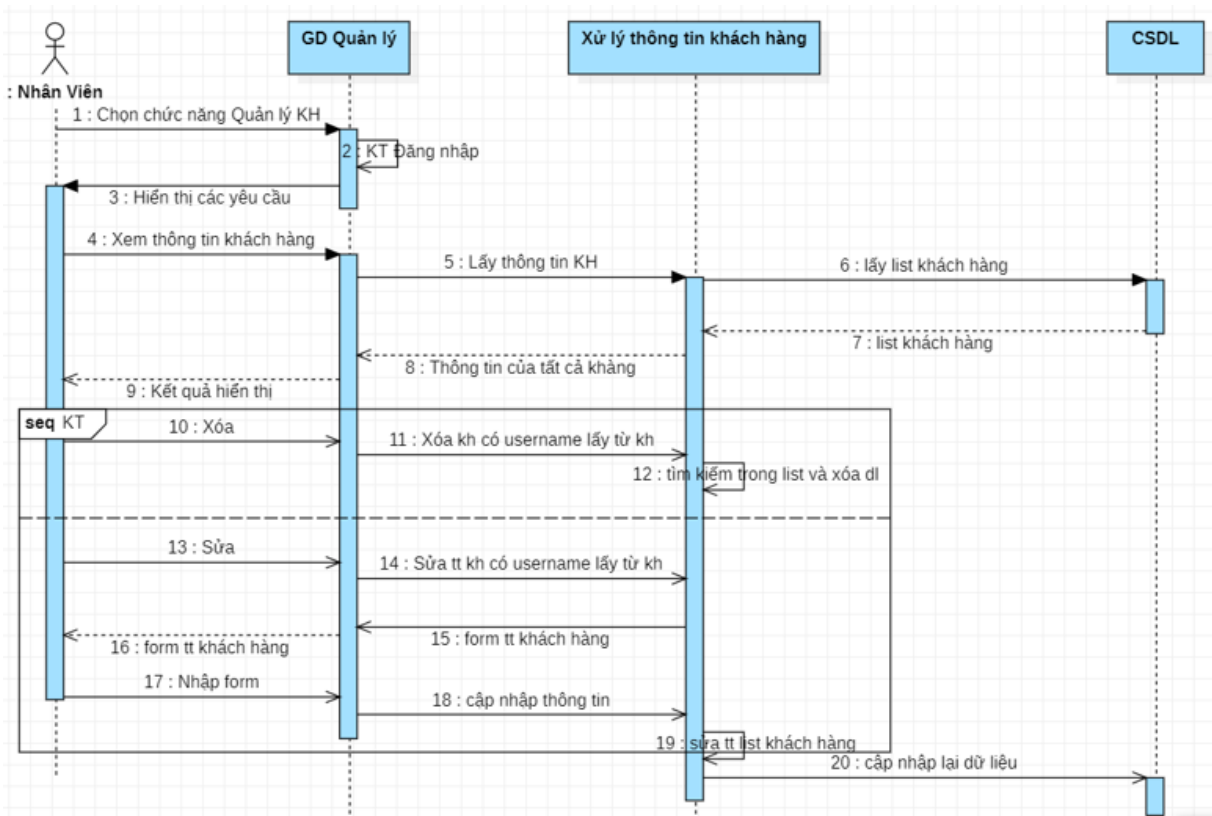 GD Quản lý
Xử lý thông tin khách hàng
CSDL
: Nhân Viên
1 : Chọn chức năng Quản lý KH
2 : KT Đăng nhập
3 : Hiển thị các yêu cầu
4 : Xem thông tin khách hàng
5 : Lấy thông tin KH
6 : lấy list khách hàng
7 : list khách hàng
8 : Thông tin của tất cả khàng
9 : Kết quả hiển thị
seq KT
10 : Xóa
11 : Xóa kh có username lấy từ kh
12 : tìm kiếm trong list và xóa dl
13 : Sửa
14 : Sửa tt kh có username lấy từ kh
15 : form tt khách hàng
16 : form tt khách hàng
17 : Nhập form
18 : cập nhập thông tin
19 : sửa tt list khách hàng
20 : cập nhập lại dữ liệu